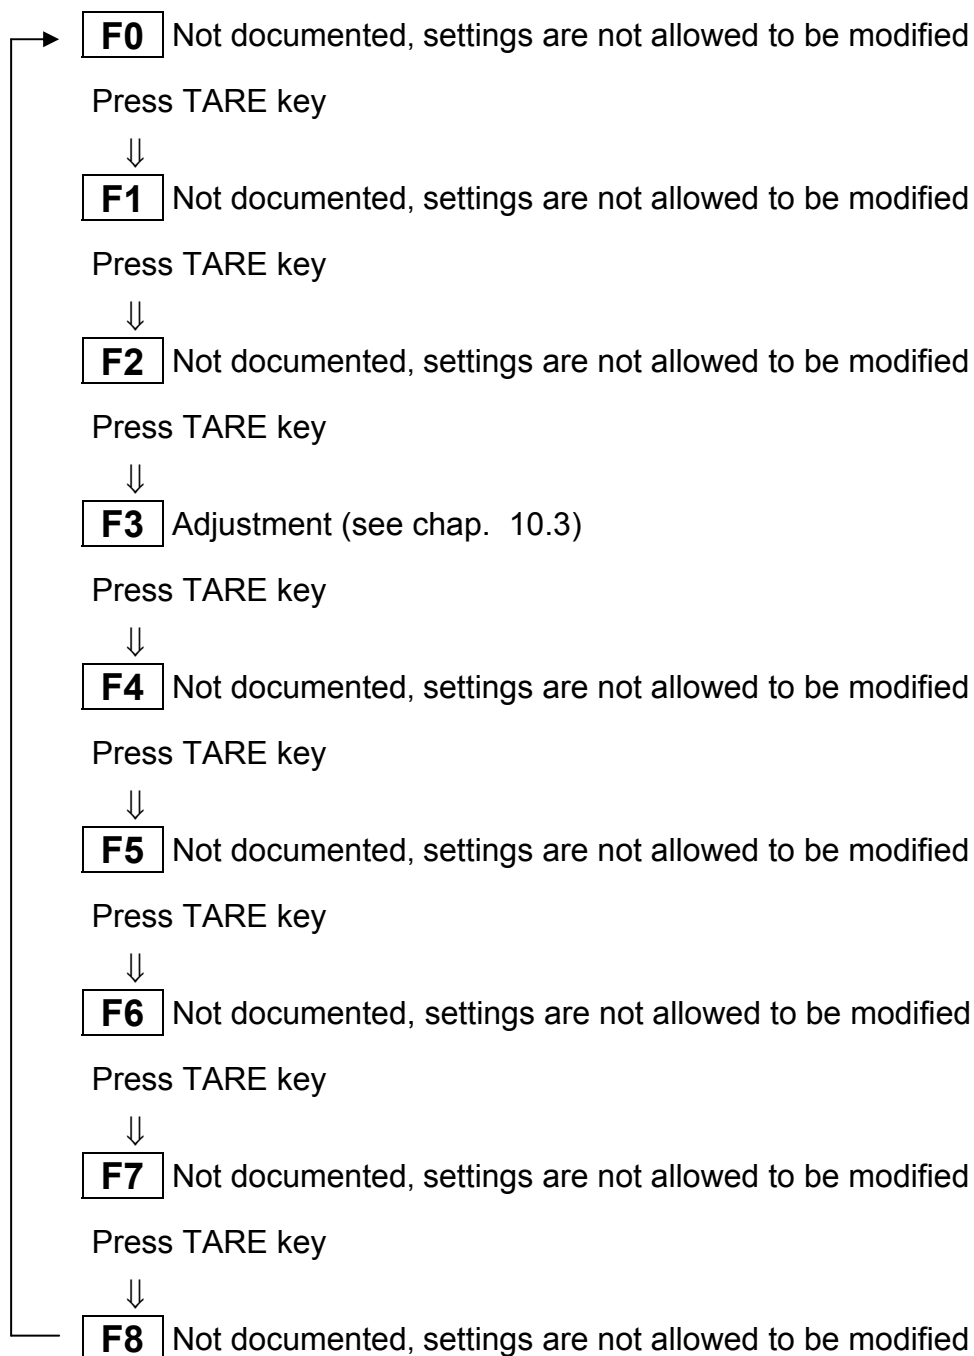 F0 Not documented, settings are not allowed to be modified
Press TARE key
⇓
F1 Not documented, settings are not allowed to be modified
Press TARE key
⇓
F2 Not documented, settings are not allowed to be modified
Press TARE key
⇓
F3 Adjustment (see chap. 10.3)
Press TARE key
⇓
F4 Not documented, settings are not allowed to be modified
Press TARE key
⇓
F5 Not documented, settings are not allowed to be modified
Press TARE key
⇓
F6 Not documented, settings are not allowed to be modified
Press TARE key
⇓
F7 Not documented, settings are not allowed to be modified
Press TARE key
⇓
F8 Not documented, settings are not allowed to be modified